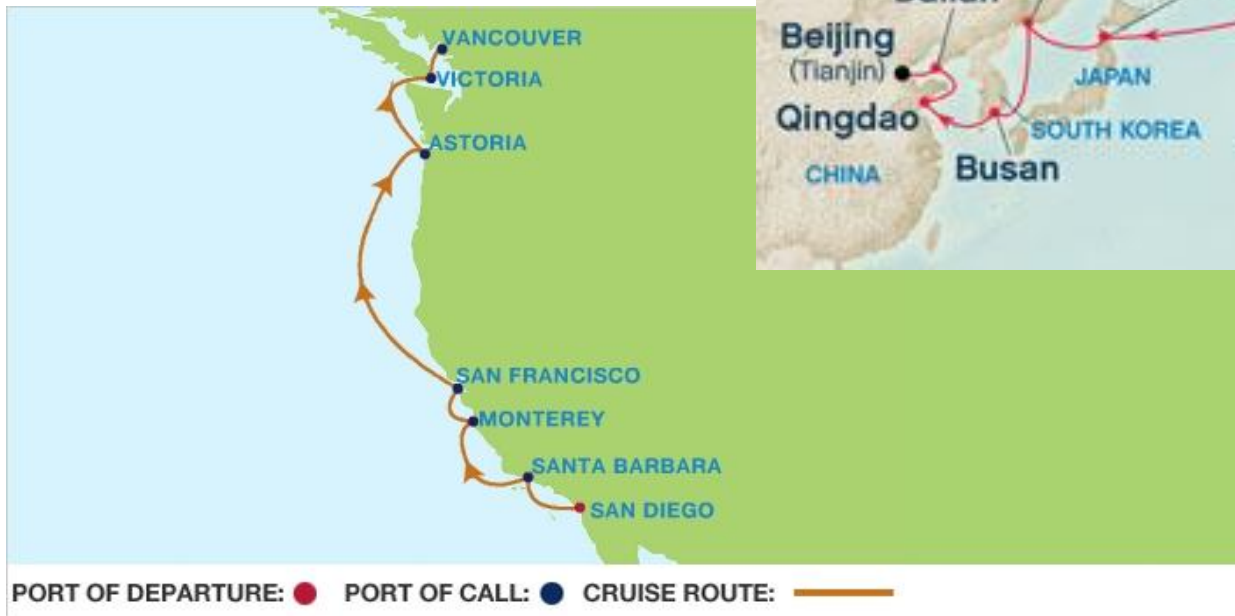 VANCOUVER
VICTORIA
ASTORIA
SAN FRANCISCO
MONTEREY
SANTA BARBARA
SAN DIEGO
Beijing
(Tianjin)
JAPAN
Qingdao
SOUTH KOREA
CHINA
Busan
PORT OF DEPARTURE: PORT OF CALL: CRUISE ROUTE: